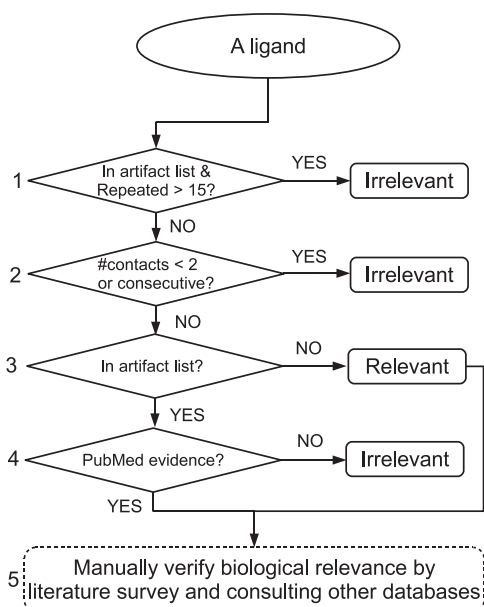 A ligand
1
In artifact list &
Repeated > 15?
YES
Irrelevant
NO
2
#contacts < 2
or consecutive?
YES
Irrelevant
NO
3
In artifact list?
NO
Relevant
YES
4
PubMed evidence?
NO
Irrelevant
YES
5
Manually verify biological relevance by
literature survey and consulting other databases